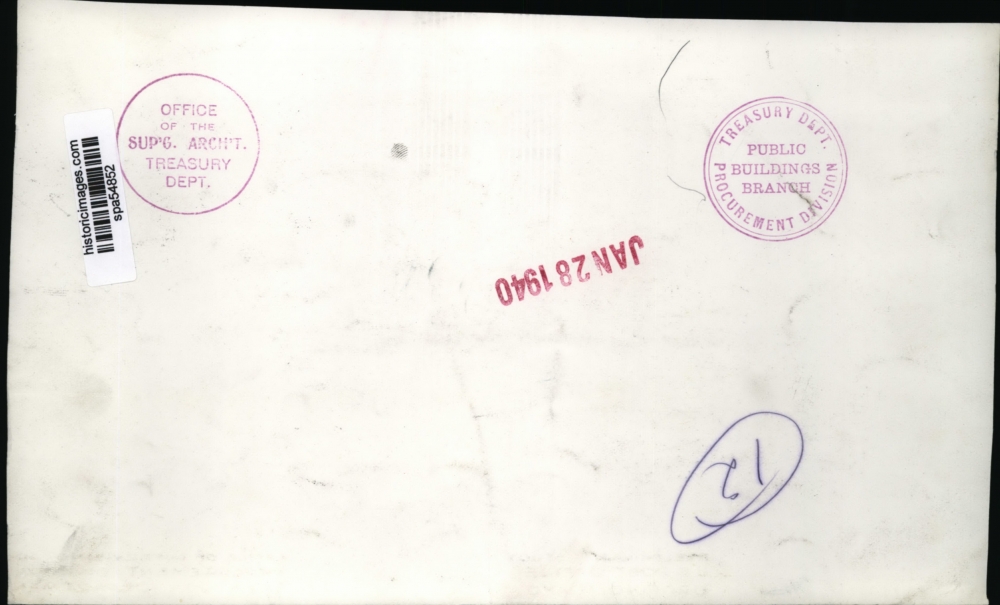 OFFICE
OF THE
SUP'G. ARCH'T.
TREASURY
DEPT.
historicimages.com
spa54852
TREASURY DEPT.
PUBLIC
BUILDINGS
BRANCH
PROCUREMENT DIVISION
JAN 28 1940
12